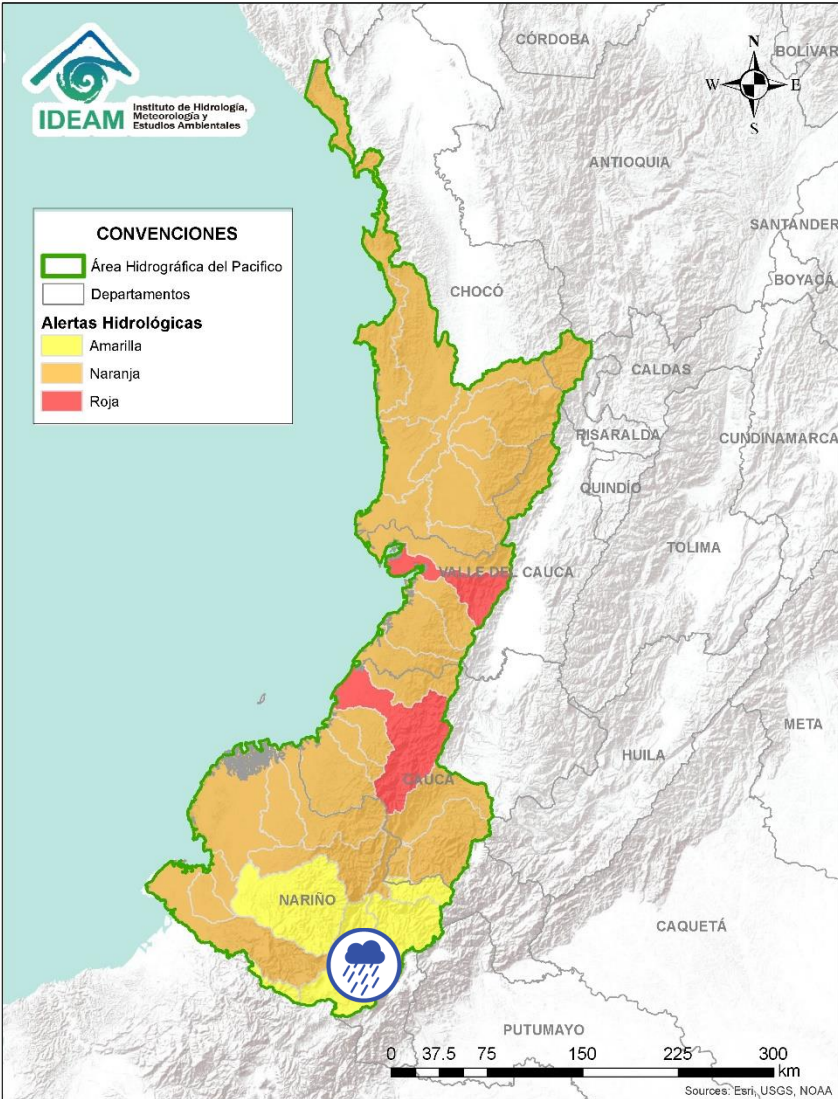 IDEAM
Instituto de Hidrología,
Meteorología y
Estudios Ambientales
N
W E
S
CONVENCIONES
Área Hidrográfica del Pacifico
Departamentos
Alertas Hidrológicas
Amarilla
Naranja
Roja
CÓRDOBA
BOLÍVAR
ANTIOQUIA
SANTANDER
BOYACÁ
CHOCÓ
CALDAS
RISARALDA
CUNDINAMARCA
QUINDÍO
TOLIMA
VALLE DEL CAUCA
META
HUILA
CAUCA
NARIÑO
CAQUETÁ
PUTUMAYO
0 37.5 75 150 225 300
km
Sources: Esri, USGS, NOAA